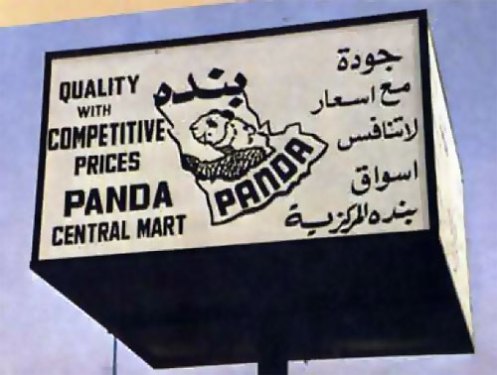 QUALITY
WITH
COMPETITIVE
PRICES
PANDA
CENTRAL MART
بنده
PANDA
جودة
مع اسعار
لاتنافس
اسواق
بنده المركزية